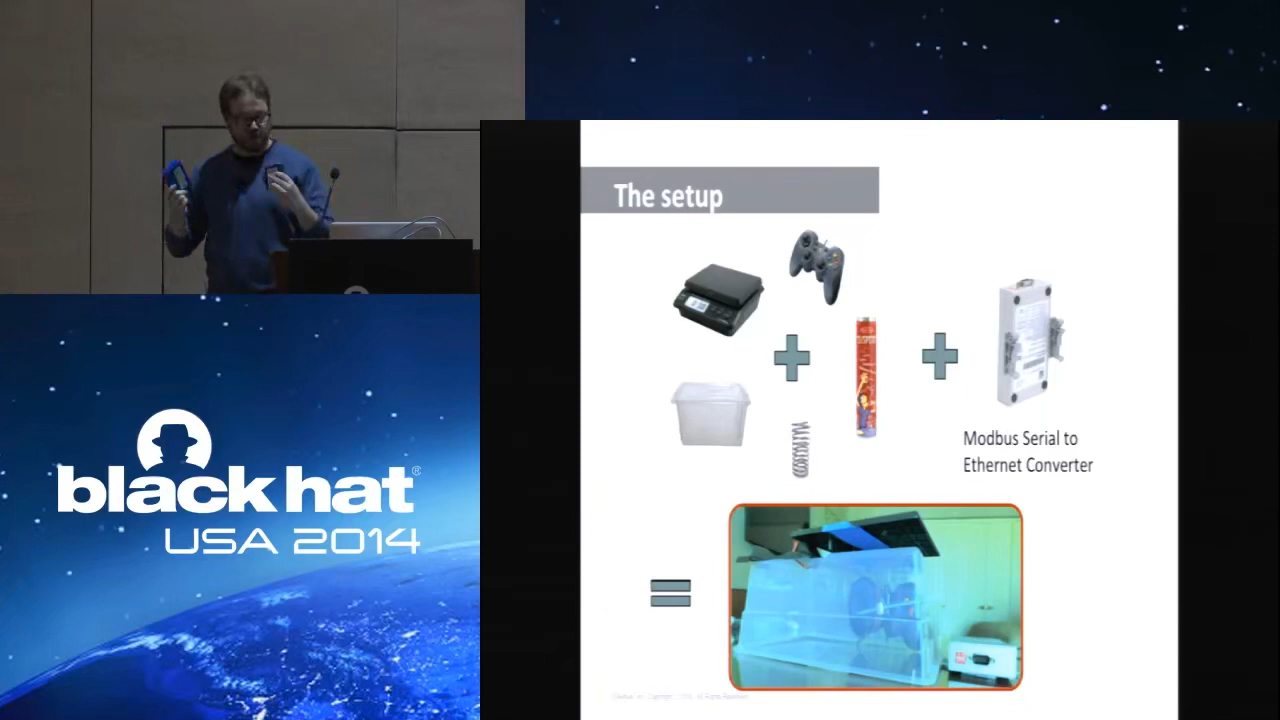 The setup
Modbus Serial to
Ethernet Converter
black hat®
USA 2014